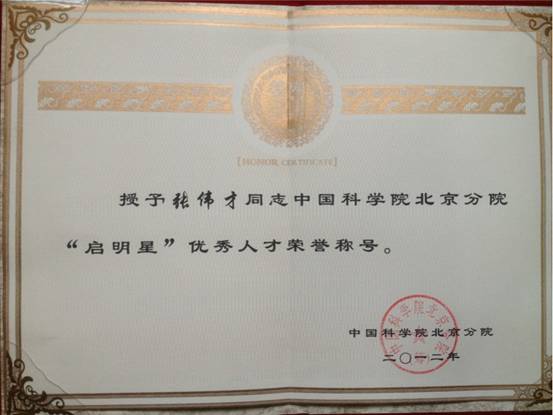 [HONOR CERTIFICATE]
授予张伟才同志中国科学院北京分院
“启明星”优秀人才荣誉称号。
中国科学院北京分院
二〇一二年